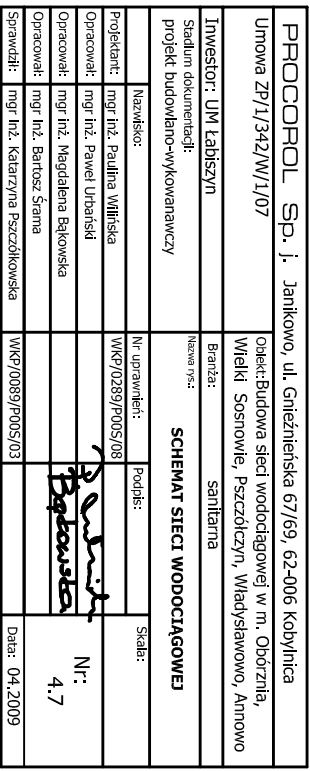 PROCOROL Sp. j. Janikowo, ul. Gnieźnieńska 67/69, 62-006 Kobylnica
Umowa ZP/1/342/W/1/07
Obiekt: Budowa sieci wodociągowej w m. Obórznia,
Wielki Sosnowie, Pszczółczyn, Władysławowo, Annowo
Inwestor: UM Łabiszyn
Branża: sanitarna
Stadium dokumentacji:
projekt budowlano-wykowanawczy
Nazwa rys.:
SCHEMAT SIECI WODOCIĄGOWEJ
Nazwisko: Nr uprawnień: Podpis: Skala:
Projektant: mgr inż. Paulina Wilińska WKP/0289/P00S/08
Opracował: mgr inż. Paweł Urbański
Opracował: mgr inż. Magdalena Bąkowska Bąkowska
Opracował: mgr inż. Bartosz Śrama
Sprawdził: mgr inż. Katarzyna Pszczółkowska WKP/0089/P00S/03
Nr:
4.7
Data: 04.2009